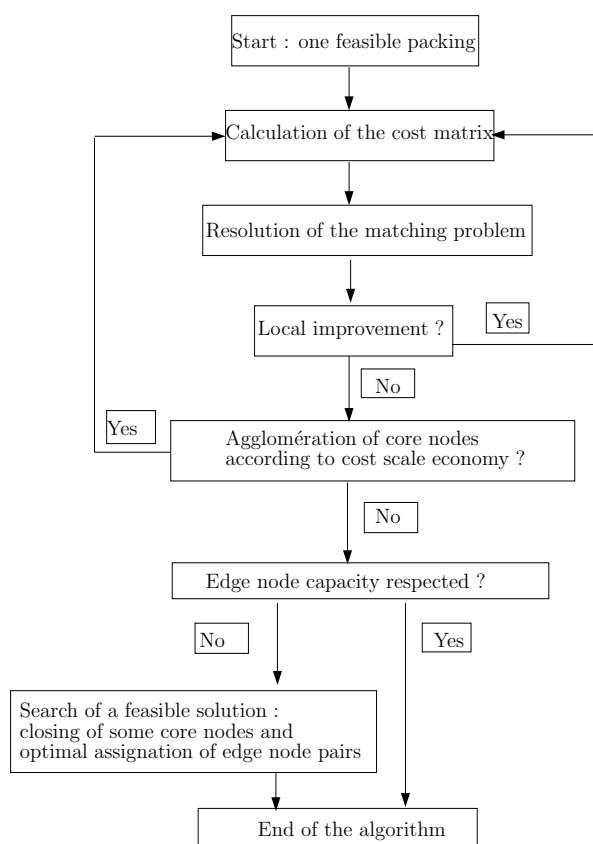 Start : one feasible packing
Calculation of the cost matrix
Resolution of the matching problem
Local improvement ?
Yes
No
Yes
Agglomération of core nodes
according to cost scale economy ?
No
Edge node capacity respected ?
No
Yes
Search of a feasible solution :
closing of some core nodes and
optimal assignation of edge node pairs
End of the algorithm